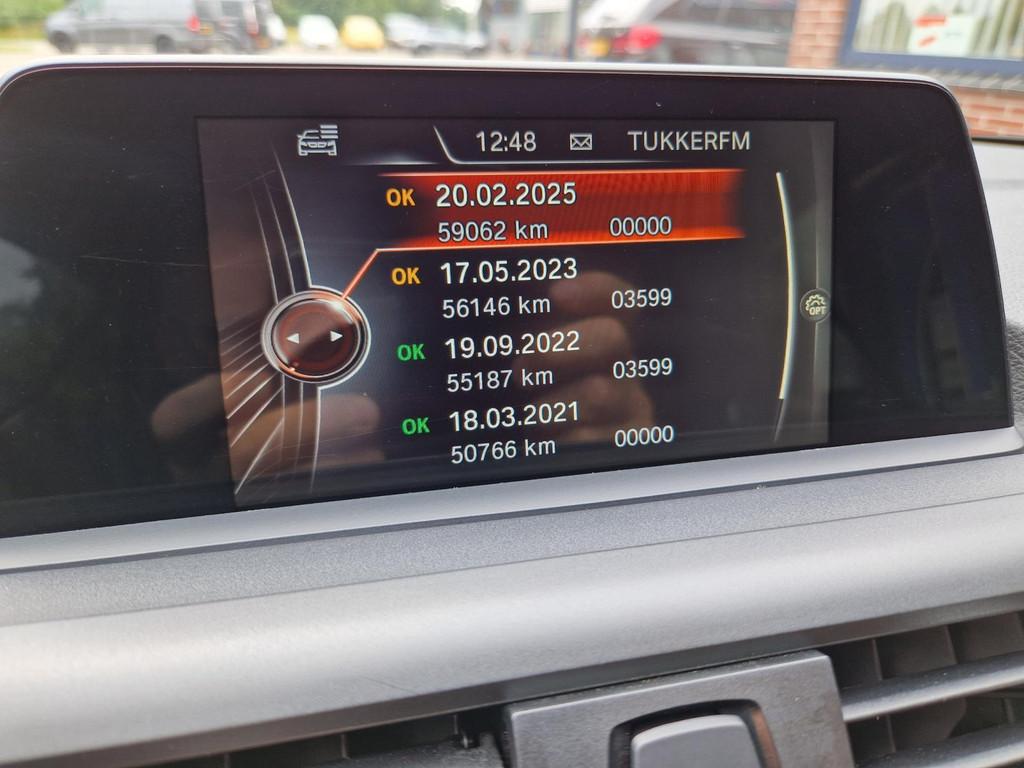 12:48 TUKKERFM
OK 20.02.2025
59062 km 00000
OK 17.05.2023
56146 km 03599
OK 19.09.2022
55187 km 03599
OK 18.03.2021
50766 km 00000
OPT